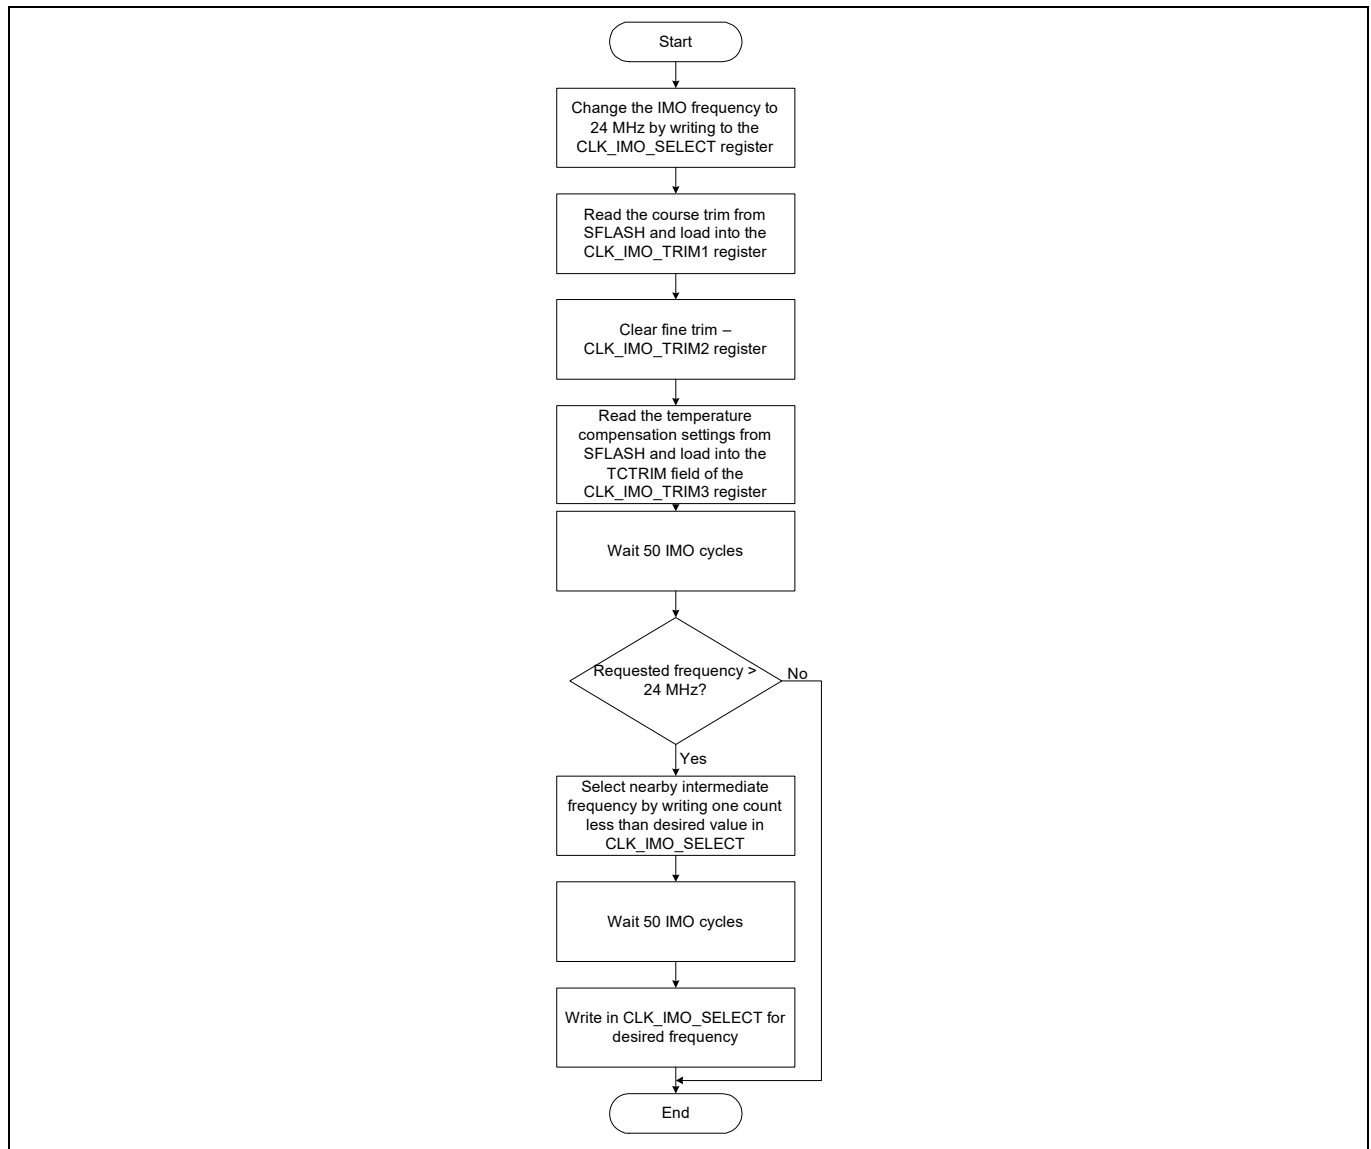 Start
Change the IMO frequency to
24 MHz by writing to the
CLK_IMO_SELECT register
Read the course trim from
SFLASH and load into the
CLK_IMO_TRIM1 register
Clear fine trim –
CLK_IMO_TRIM2 register
Read the temperature
compensation settings from
SFLASH and load into the
TCTRIM field of the
CLK_IMO_TRIM3 register
Wait 50 IMO cycles
Requested frequency >
24 MHz?
No
Yes
Select nearby intermediate
frequency by writing one count
less than desired value in
CLK_IMO_SELECT
Wait 50 IMO cycles
Write in CLK_IMO_SELECT for
desired frequency
End